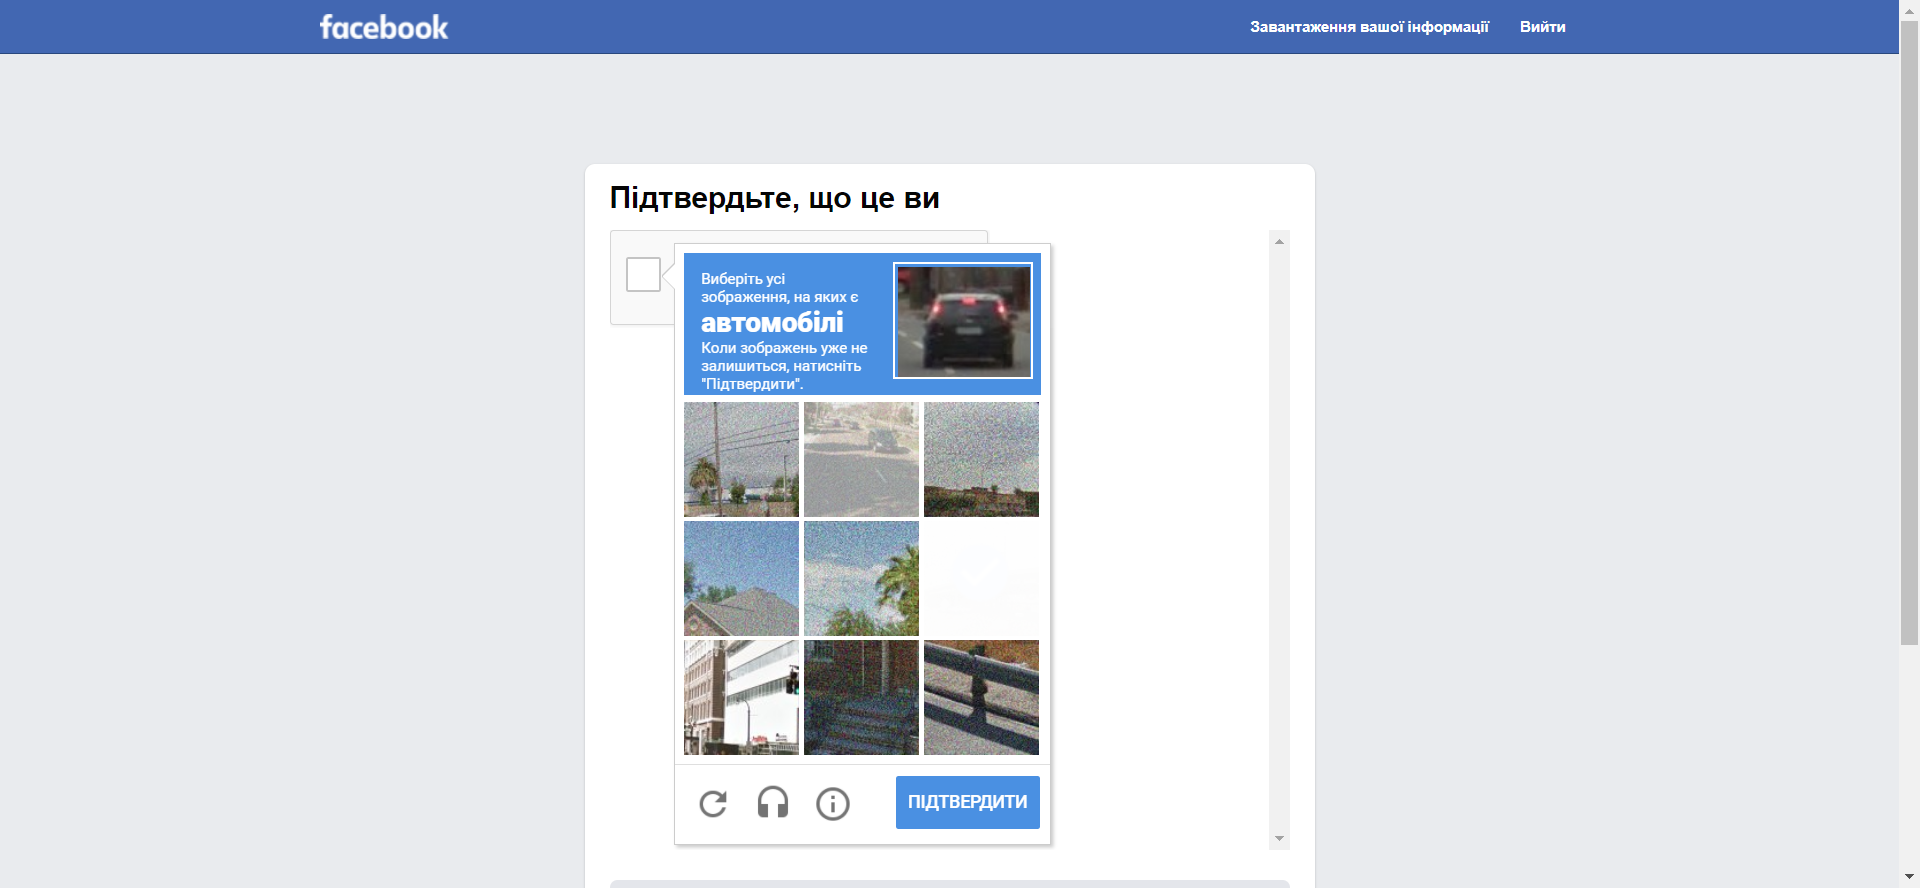 facebook
Завантаження вашої інформації
Вийти
Підтвердьте, що це ви
Виберіть усі
зображення, на яких є
автомобілі
Коли зображень уже не
залишиться, натисніть
"Підтвердити".
ПІДТВЕРДИТИ